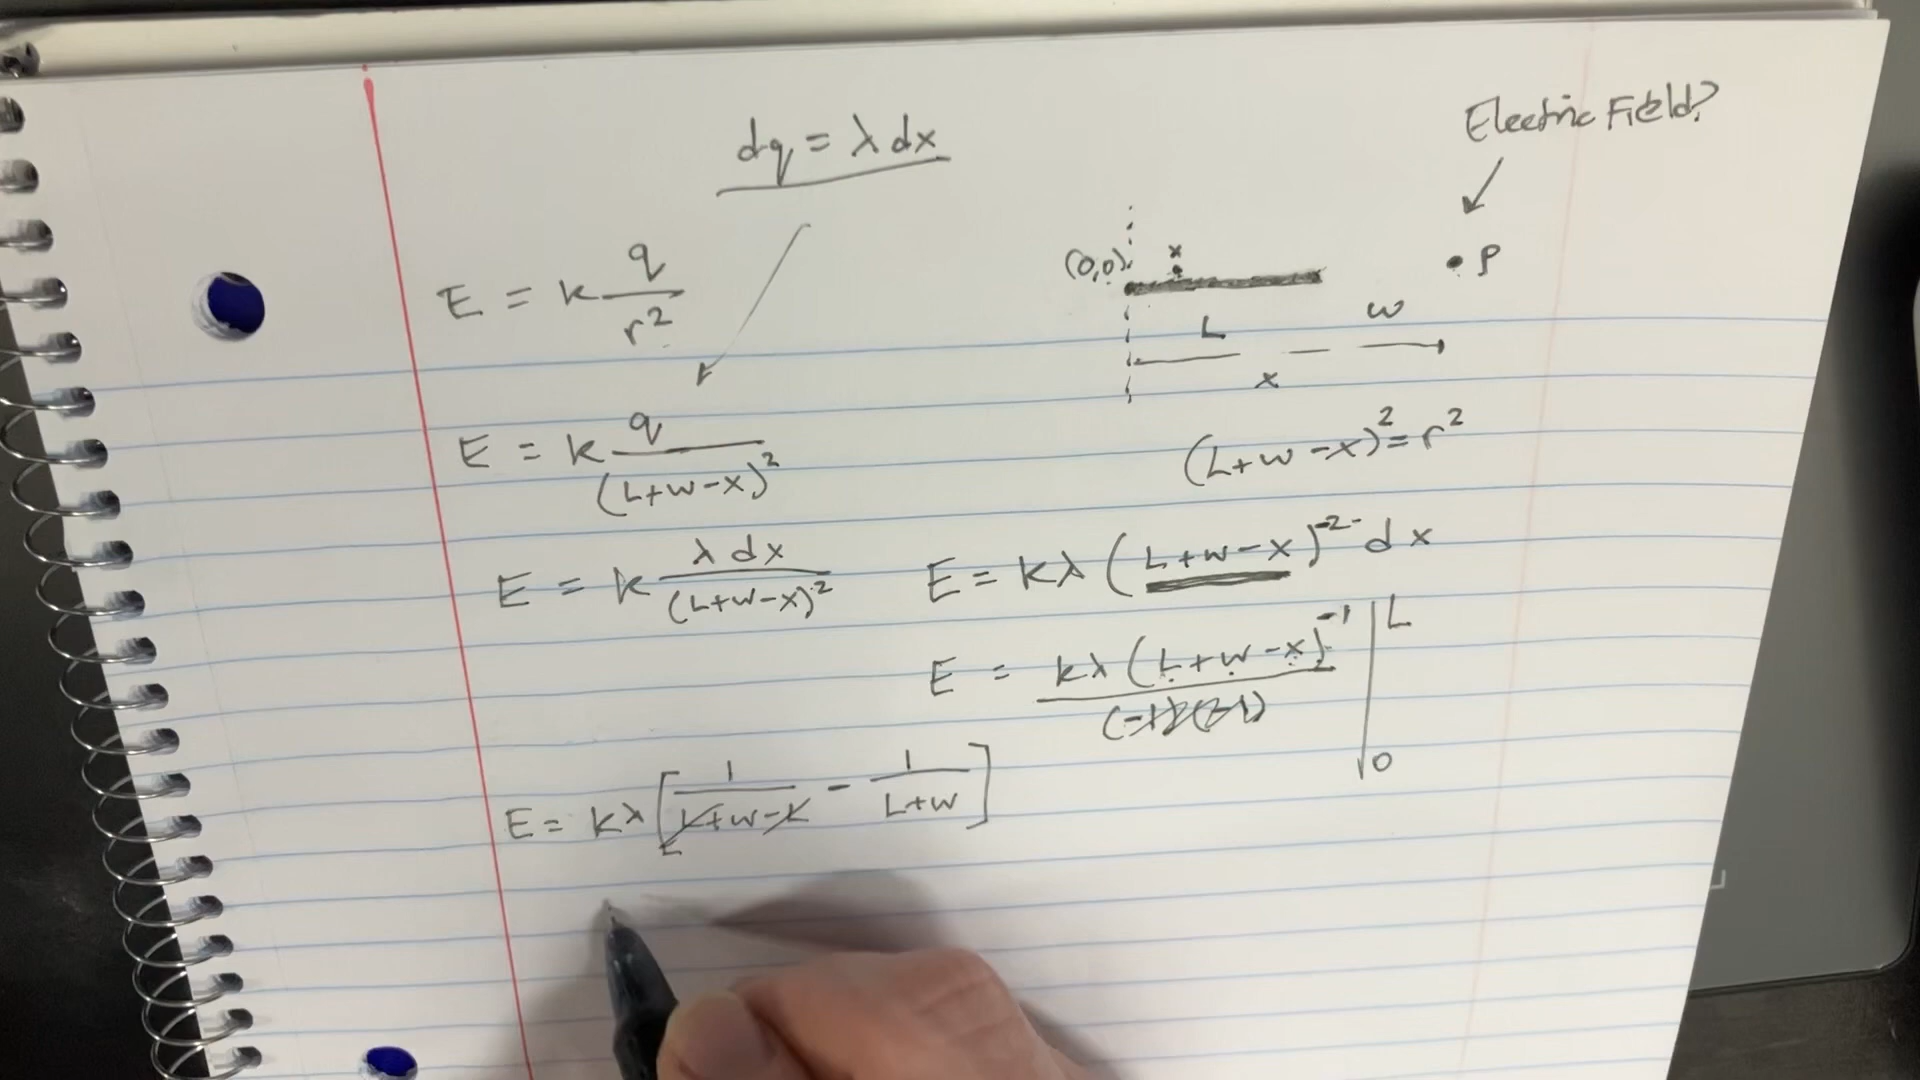 dq = λ dx
Electric Field?
E = k q / r²
(0,0)
x
P
L
w
x
E = k q / (L+w-x)²
(L+w-x)² = r²
E = k λ dx / (L+w-x)²
E = kλ (L+w-x)⁻² dx
E = kλ (L+w-x)⁻¹ / (-1)(-1) | L 0
E = kλ [ 1 / L+w-L - 1 / L+w ]